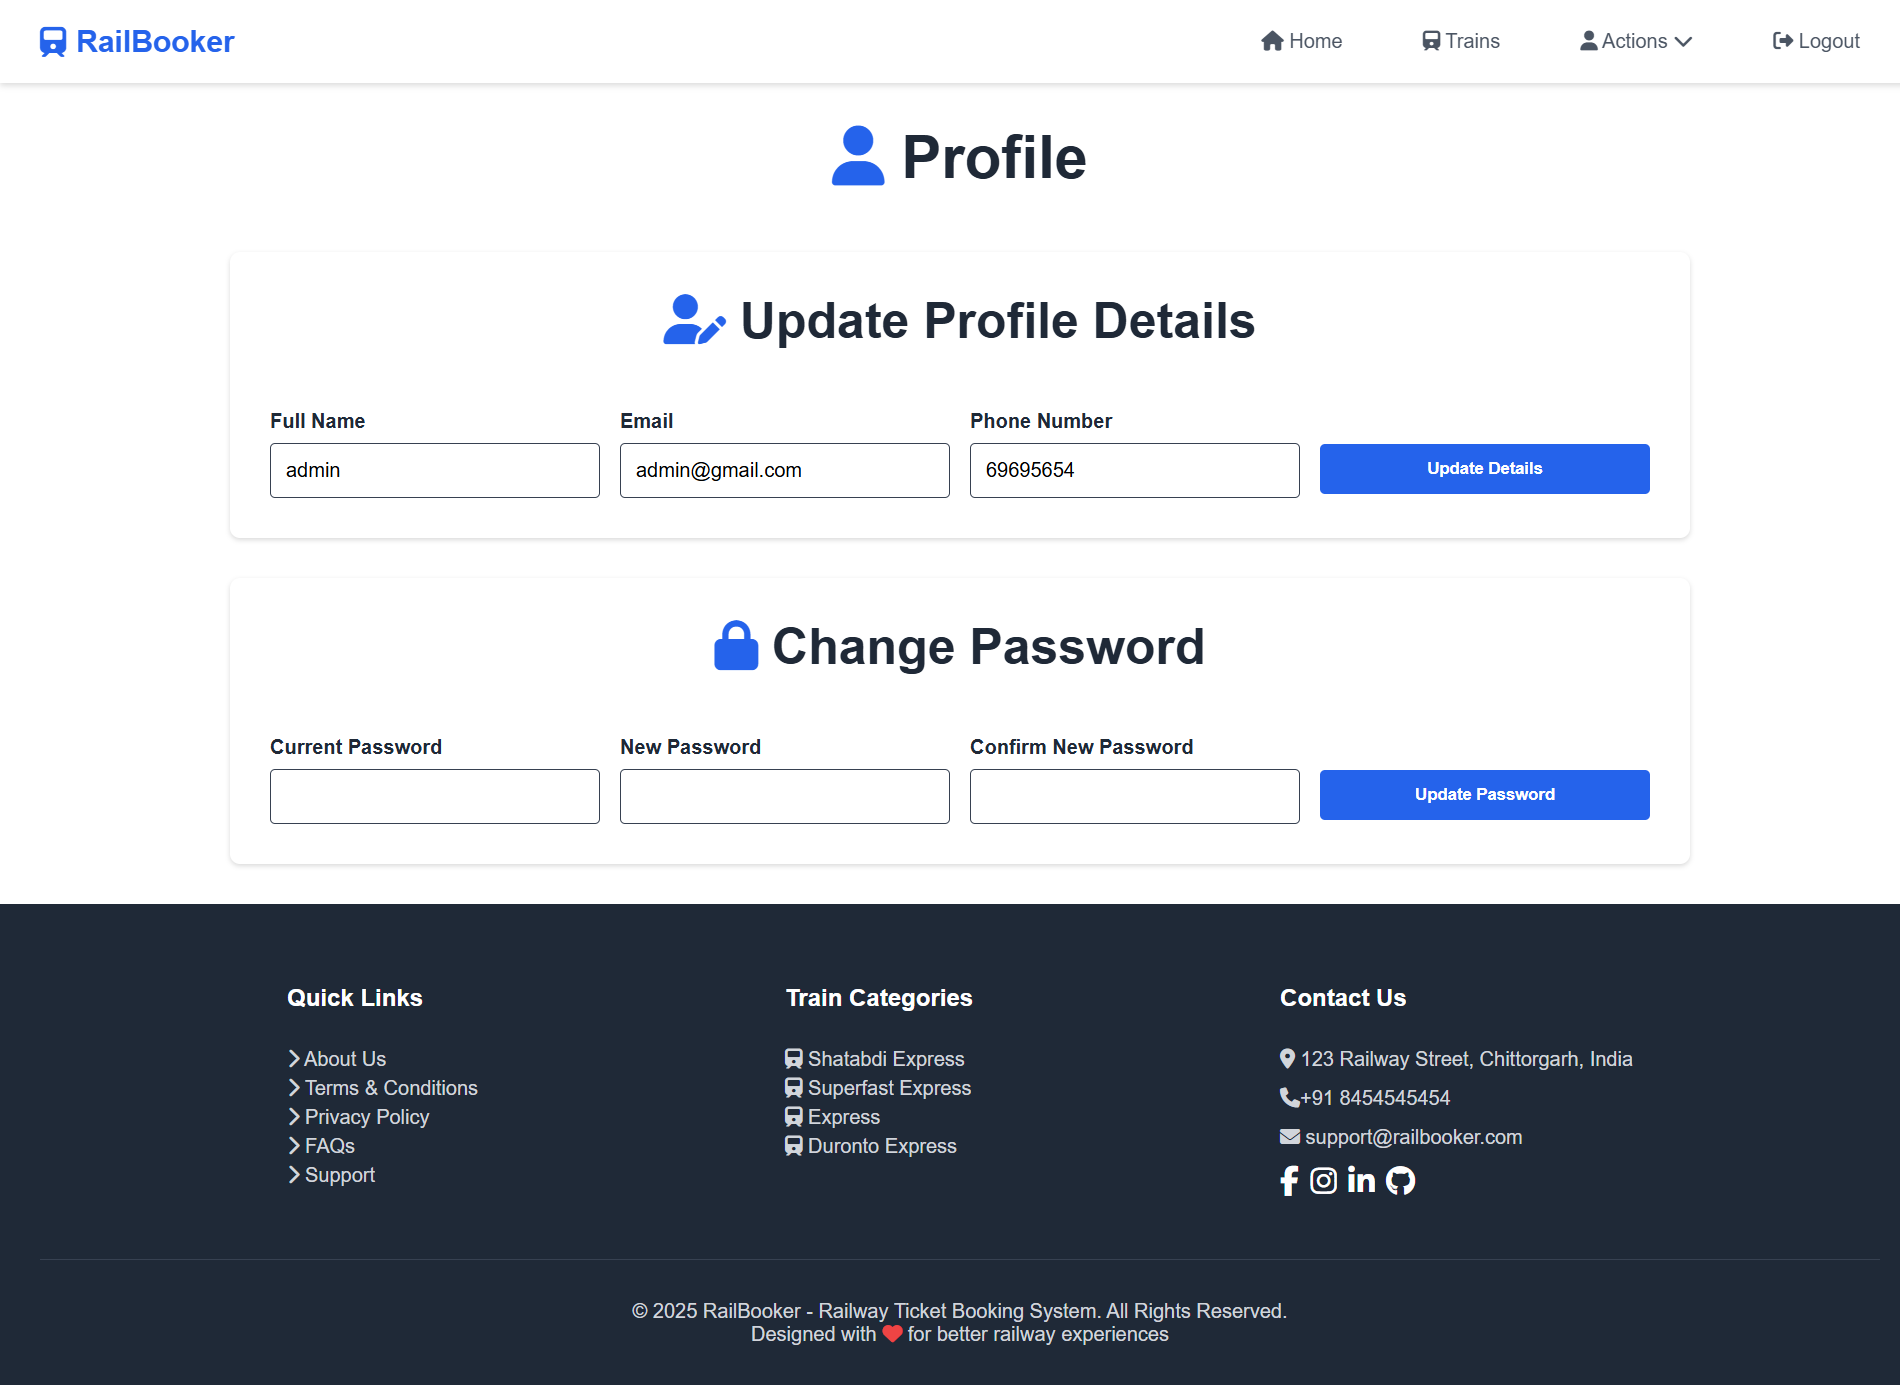 RailBooker
Home
Trains
Actions
Logout
Profile
Update Profile Details
Full Name
Email
Phone Number
admin
admin@gmail.com
69695654
Update Details
Change Password
Current Password
New Password
Confirm New Password
Update Password
Quick Links
About Us
Terms & Conditions
Privacy Policy
FAQs
Support
Train Categories
Shatabdi Express
Superfast Express
Express
Duronto Express
Contact Us
123 Railway Street, Chittorgarh, India
+91 8454545454
support@railbooker.com
© 2025 RailBooker - Railway Ticket Booking System. All Rights Reserved.
Designed with ❤ for better railway experiences